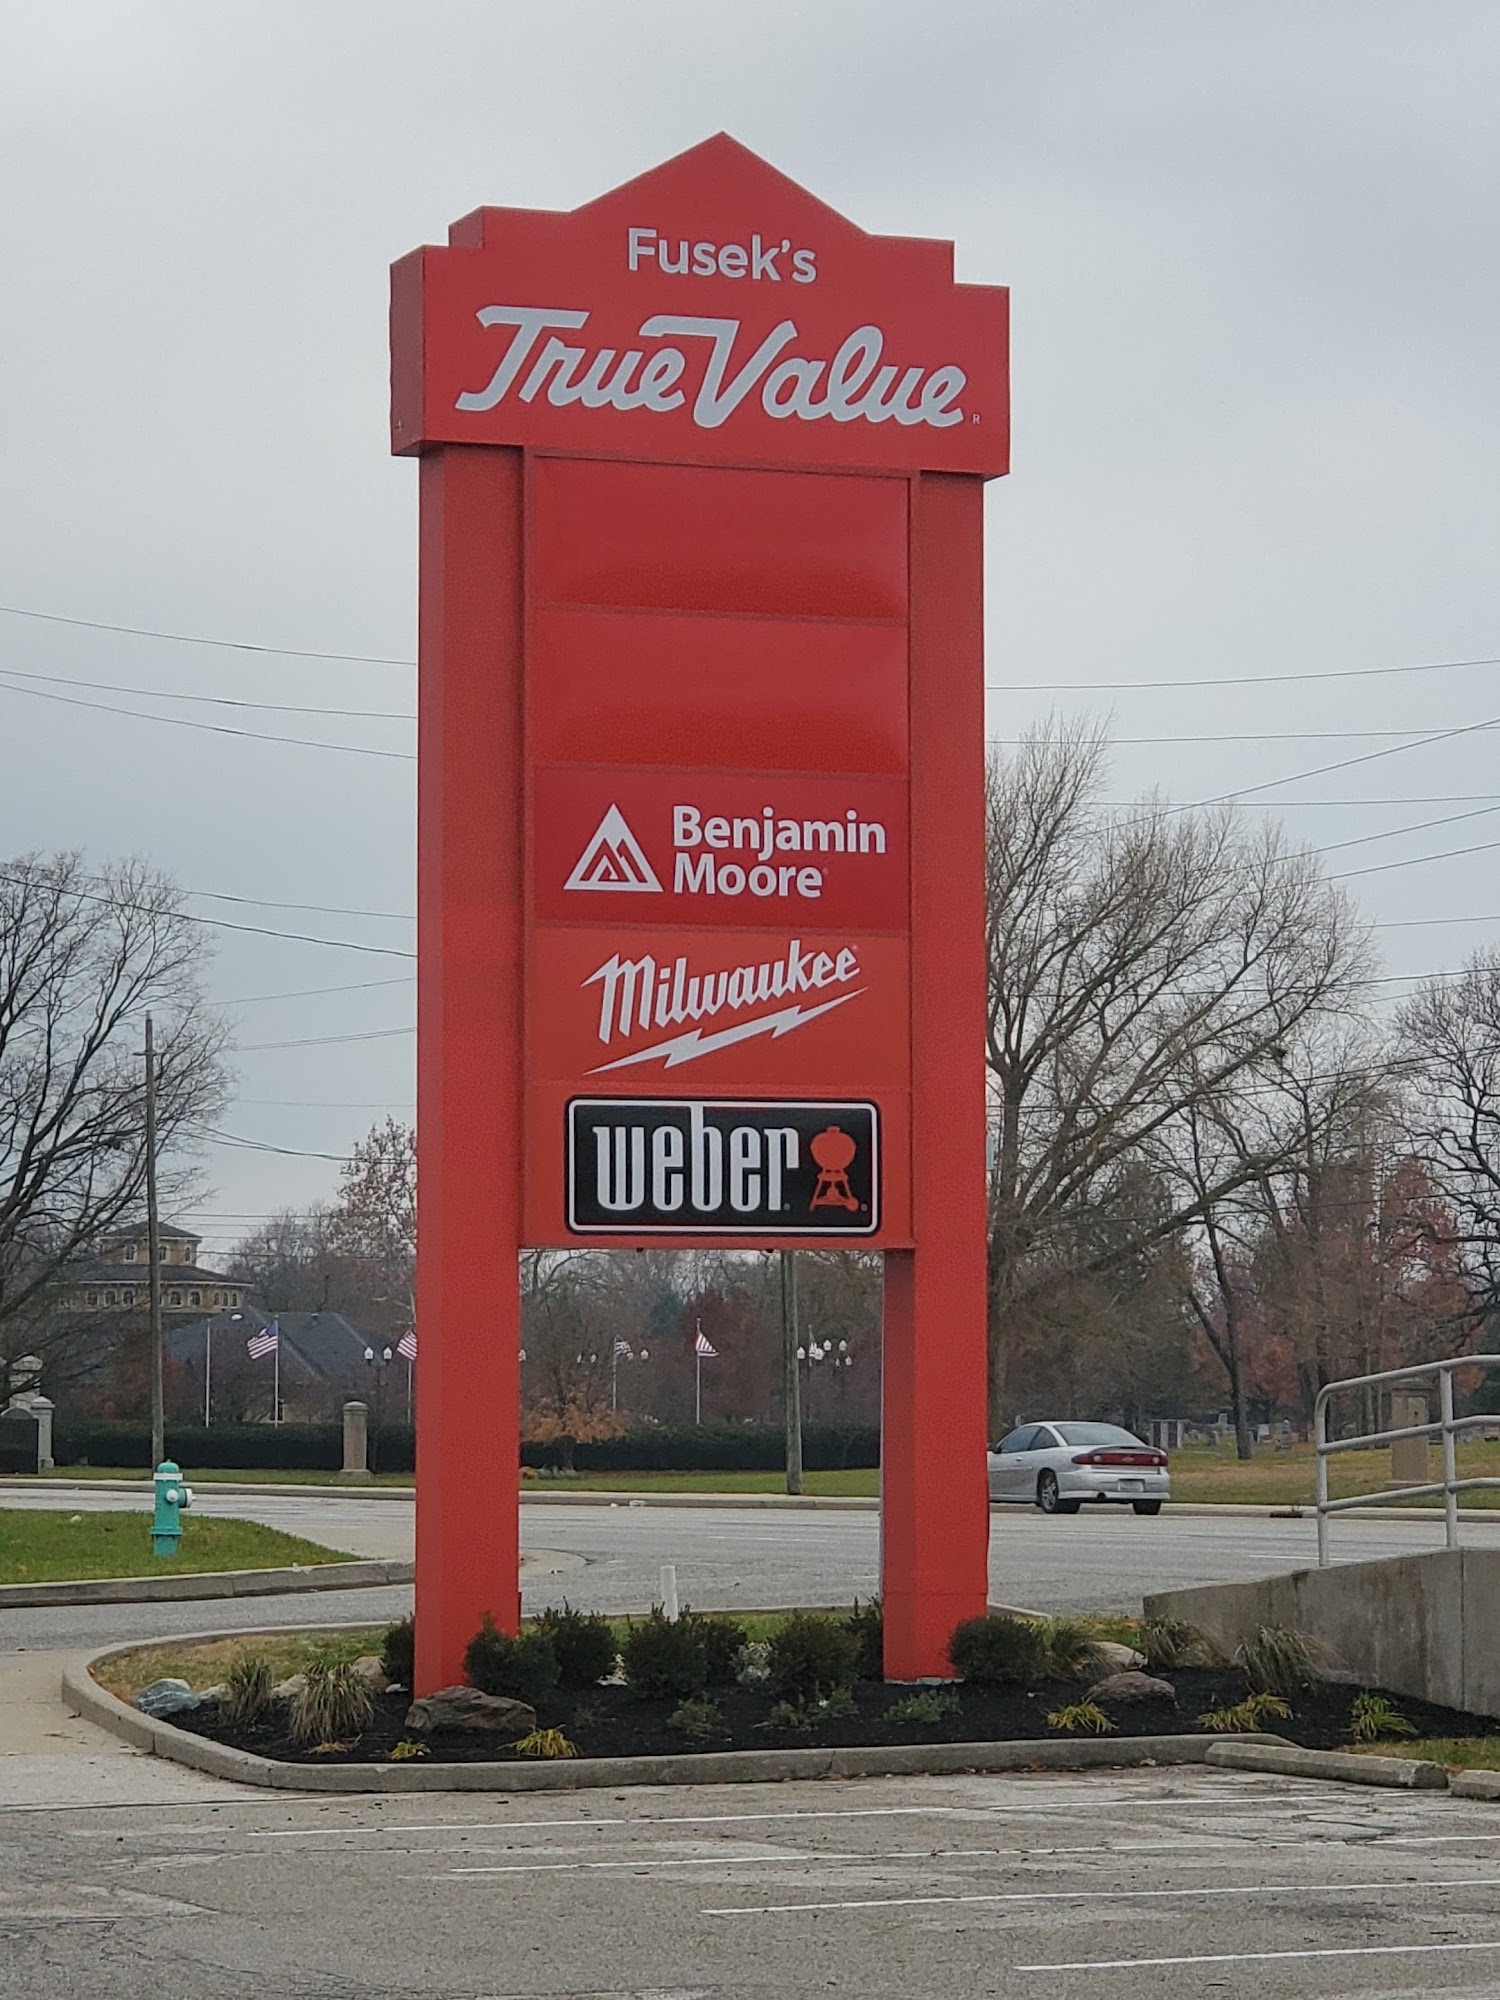 Fusek's
True Value
Benjamin
Moore
Milwaukee
weber